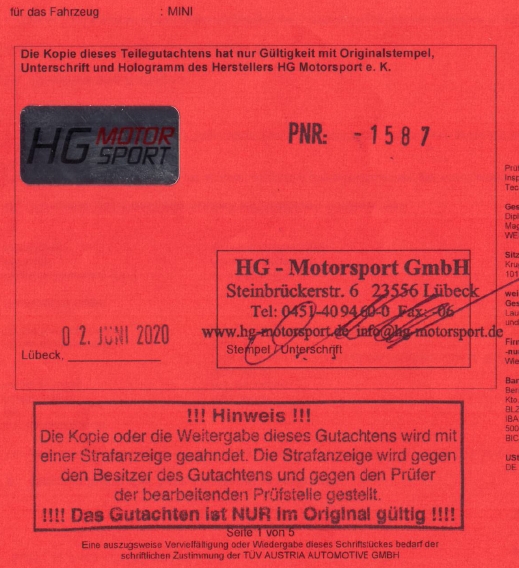 für das Fahrzeug : MINI
Die Kopie dieses Teilegutachtens hat nur Gültigkeit mit Originalstempel,
Unterschrift und Hologramm des Herstellers HG Motorsport e. K.
HG MOTOR
SPORT
PNR: -1587
HG - Motorsport GmbH
Steinbrückerstr. 6 23556 Lübeck
Tel: 0451-40 94 60-0 Fax: -06
www.hg-motorsport.de info@hg-motorsport.de
Stempel / Unterschrift
0 2. JUNI 2020
Lübeck,
!!! Hinweis !!!
Die Kopie oder die Weitergabe dieses Gutachtens wird mit
einer Strafanzeige geahndet. Die Strafanzeige wird gegen
den Besitzer des Gutachtens und gegen den Prüfer
der bearbeitenden Prüfstelle gestellt.
!!!! Das Gutachten ist NUR im Original gültig !!!!
Seite 1 von 5
Eine auszugsweise Vervielfältigung oder Wiedergabe dieses Schriftstückes bedarf der
schriftlichen Zustimmung der TÜV AUSTRIA AUTOMOTIVE GMBH